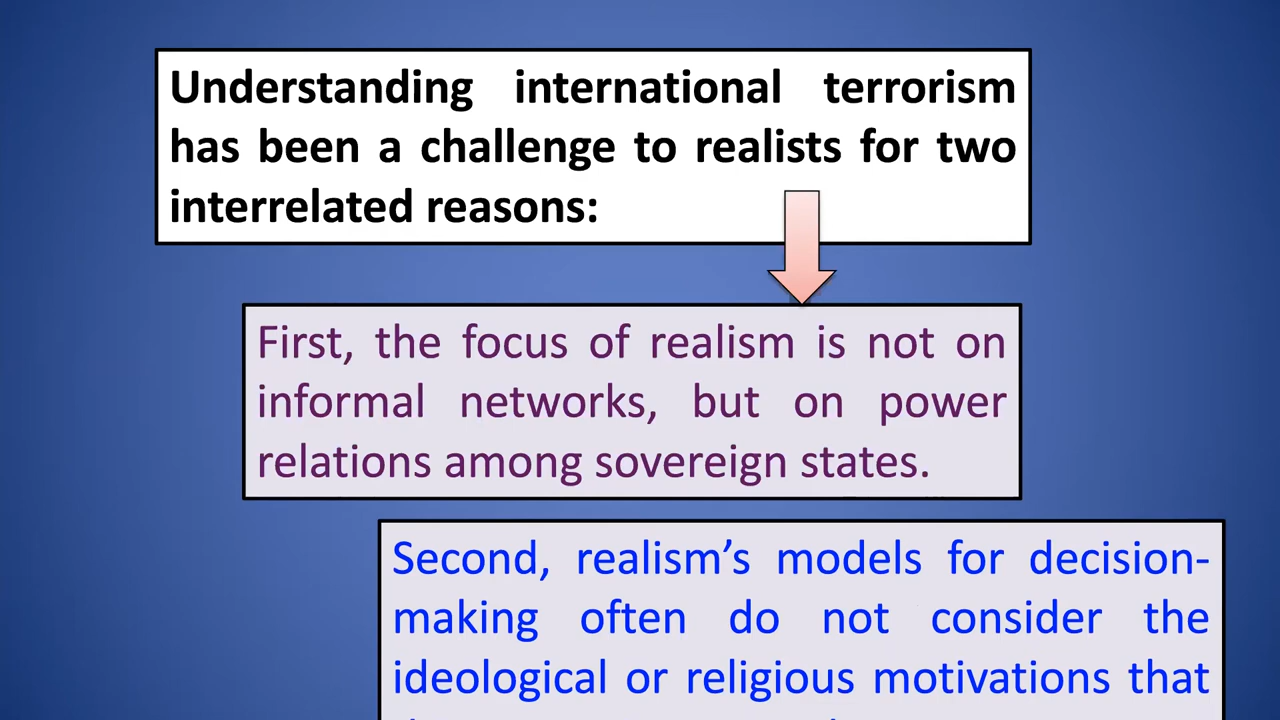 Understanding international terrorism
has been a challenge to realists for two
interrelated reasons:
First, the focus of realism is not on
informal networks, but on power
relations among sovereign states.
Second, realism’s models for decision-
making often do not consider the
ideological or religious motivations that